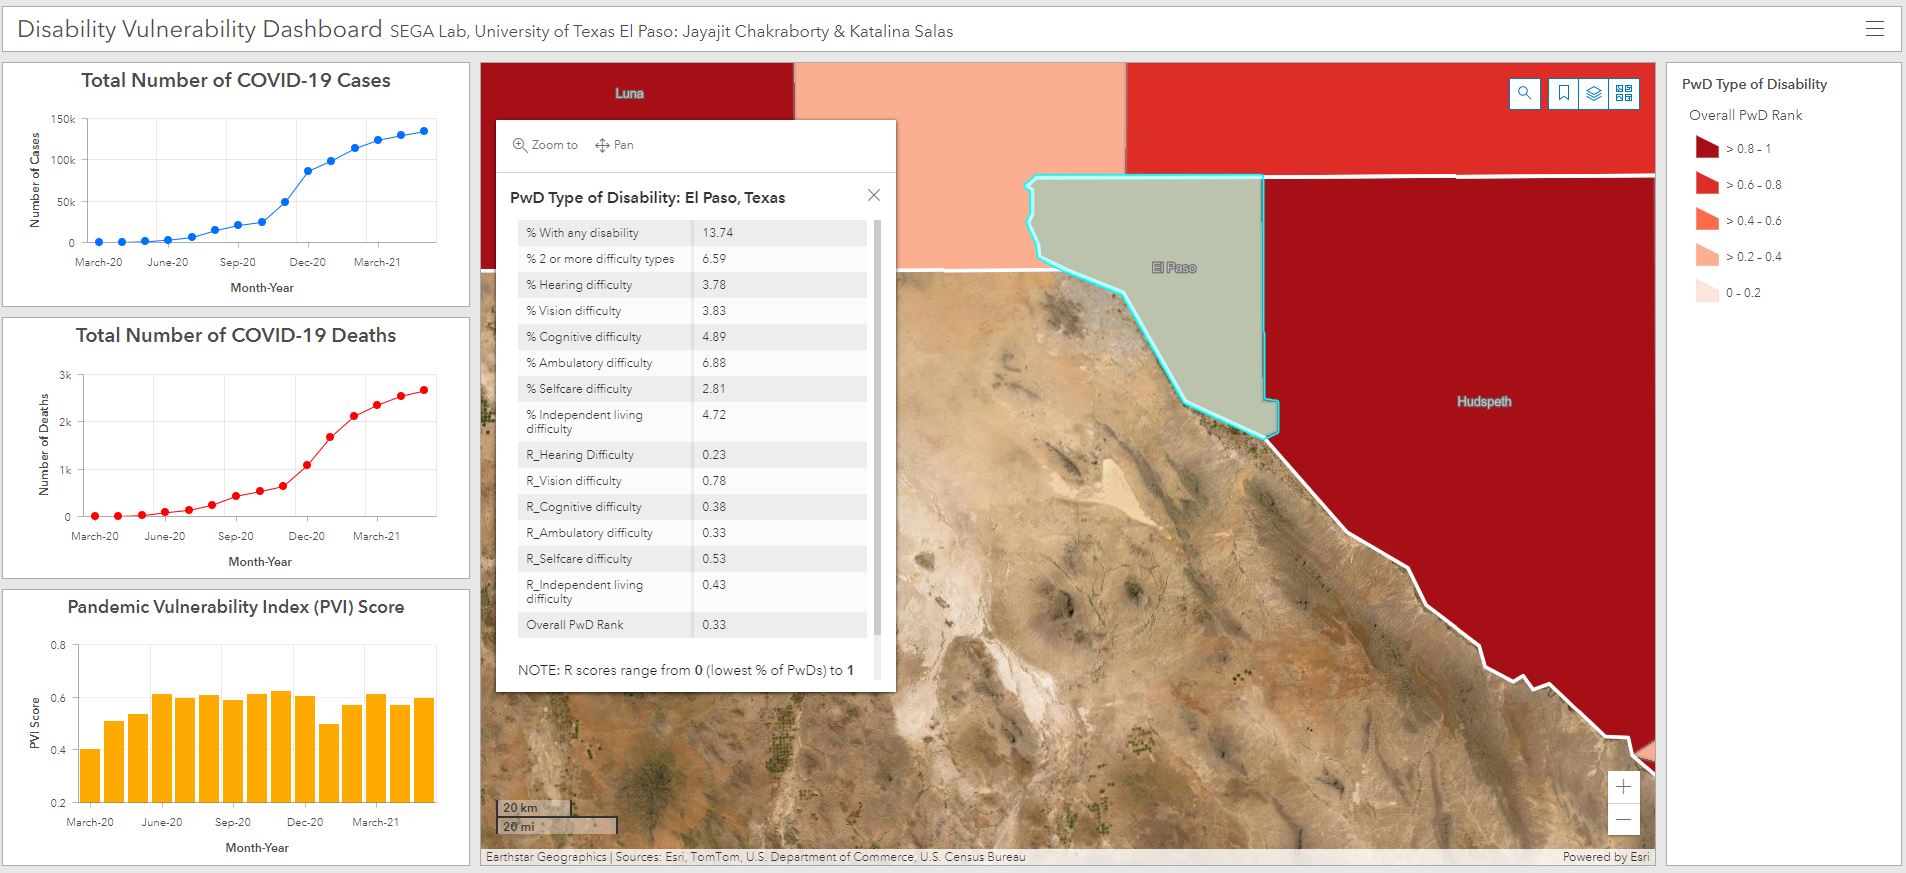 Disability Vulnerability Dashboard SEGA Lab, University of Texas El Paso: Jayajit Chakraborty & Katalina Salas
Total Number of COVID-19 Cases
Number of Cases
150k
100k
50k
0
March-20 June-20 Sep-20 Dec-20 March-21
Month-Year
Total Number of COVID-19 Deaths
Number of Deaths
3k
2k
1k
0
March-20 June-20 Sep-20 Dec-20 March-21
Month-Year
Pandemic Vulnerability Index (PVI) Score
PVI Score
0.8
0.6
0.4
0.2
March-20 June-20 Sep-20 Dec-20 March-21
Month-Year
Luna
Zoom to Pan
PwD Type of Disability: El Paso, Texas
% With any disability 13.74
% 2 or more difficulty types 6.59
% Hearing difficulty 3.78
% Vision difficulty 3.83
% Cognitive difficulty 4.89
% Ambulatory difficulty 6.88
% Selfcare difficulty 2.81
% Independent living 4.72
difficulty
R_Hearing Difficulty 0.23
R_Vision difficulty 0.78
R_Cognitive difficulty 0.38
R_Ambulatory difficulty 0.33
R_Selfcare difficulty 0.53
R_Independent living 0.43
difficulty
Overall PwD Rank 0.33
NOTE: R scores range from 0 (lowest % of PwDs) to 1
El Paso
Hudspeth
20 km
20 mi
Earthstar Geographics | Sources: Esri, TomTom, U.S. Department of Commerce, U.S. Census Bureau
Powered by Esri
PwD Type of Disability
Overall PwD Rank
> 0.8 – 1
> 0.6 – 0.8
> 0.4 – 0.6
> 0.2 – 0.4
0 – 0.2